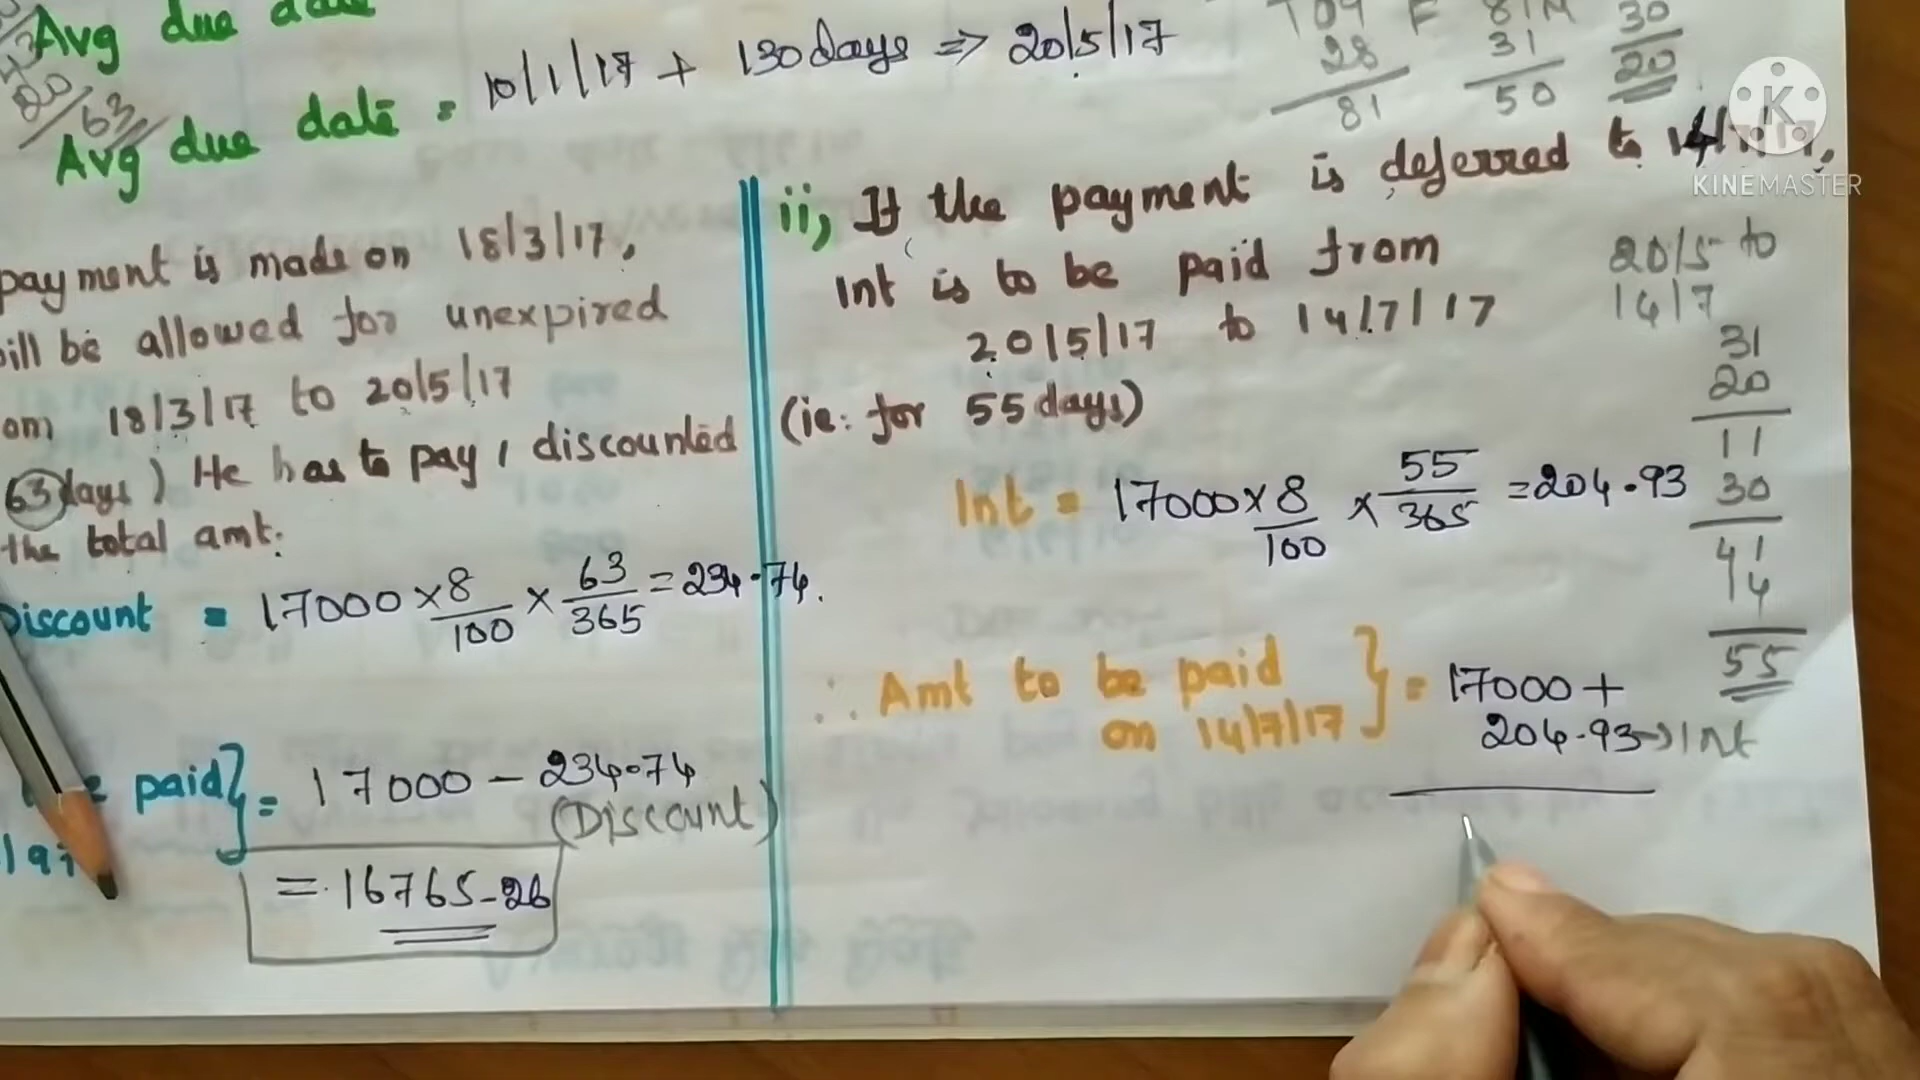 Avg due date
Avg due date = 10/1/17 + 130 days => 20/5/17
28
81
31
50
30
20
20
63
payment is made on 18/3/17,
ill be allowed for unexpired
om 18/3/17 to 20/5/17
63 days) He has to pay, discounted
the total amt:
Discount = 17000 × 8/100 × 63/365 = 234.74.
paid } = 17000 - 234.74
(Discount)
= 16765-26
ii, If the payment is deferred to
Int is to be paid from
20/5/17 to 14/7/17
(ie: for 55 days)
Int = 17000 × 8/100 × 55/365 = 204.93
∴ Amt to be paid
on 14/7/17 } = 17000 +
204.93 → Int
20/5 to
14/7
31
20
11
30
41
14
55
K
KINEMASTER